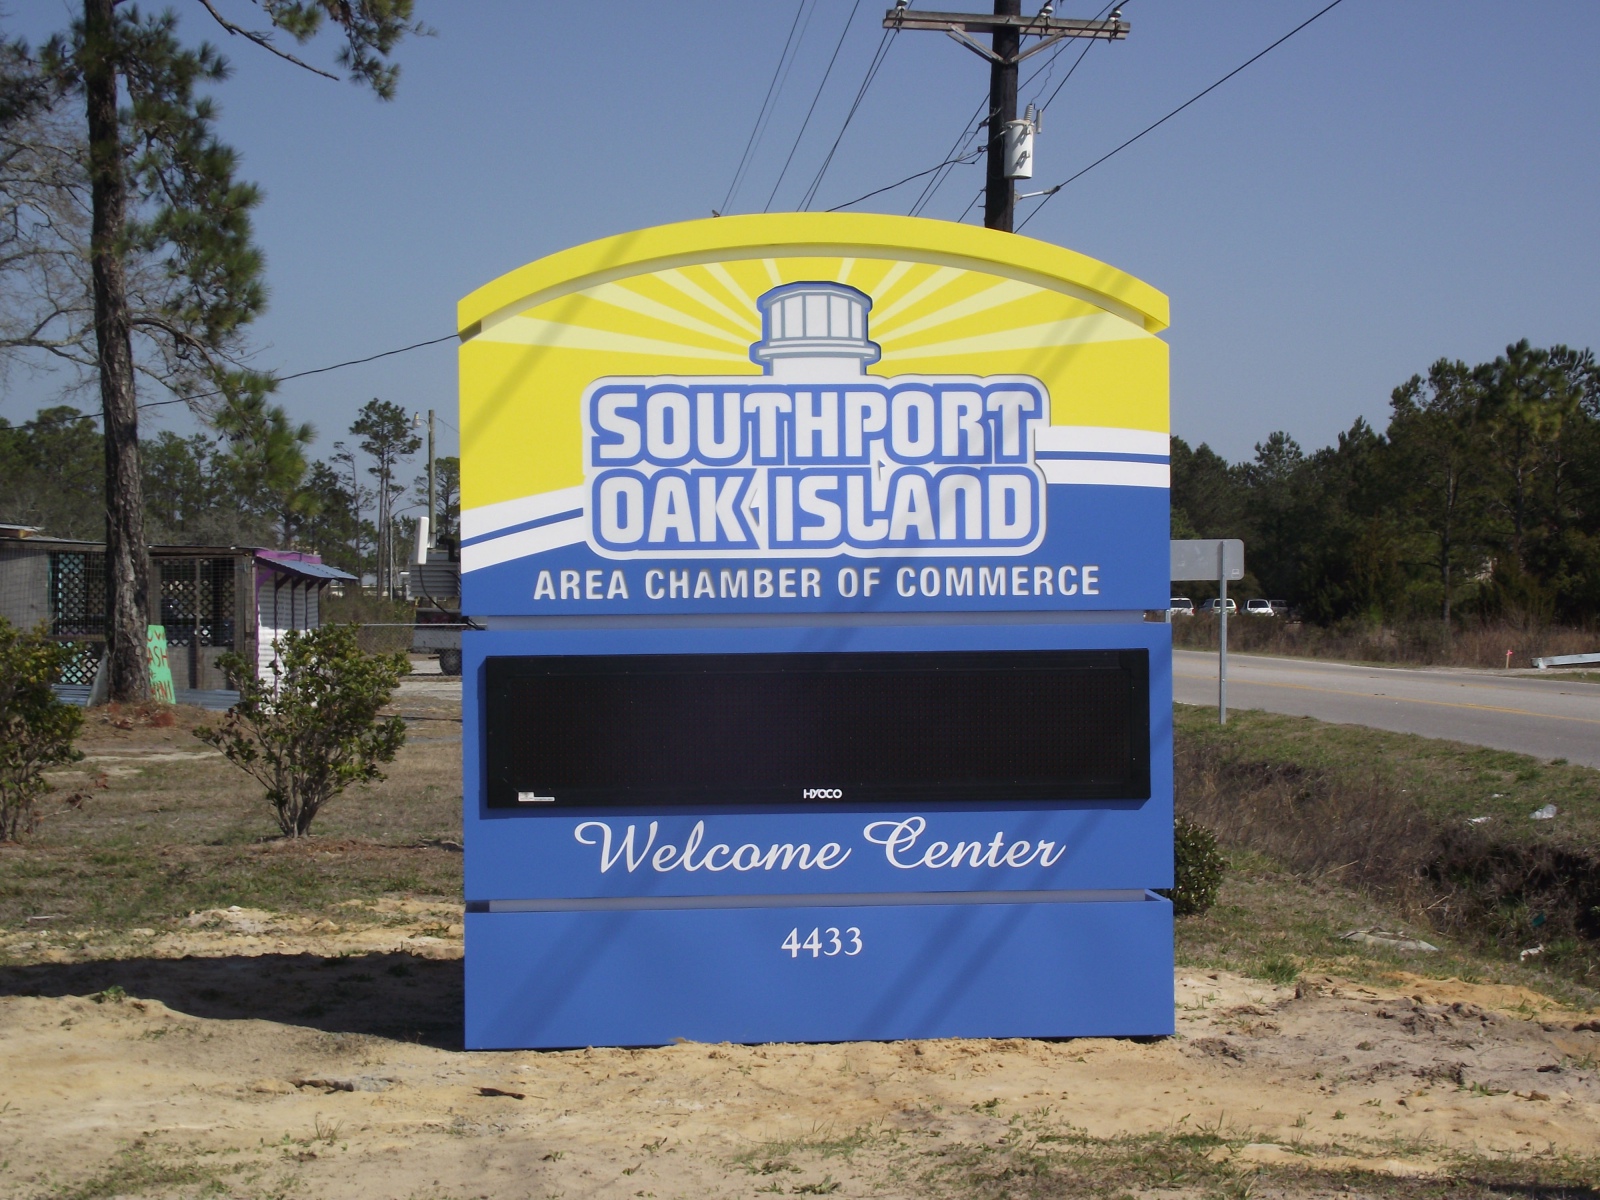 SOUTHPORT
OAK ISLAND
AREA CHAMBER OF COMMERCE
HYOCO
Welcome Center
4433